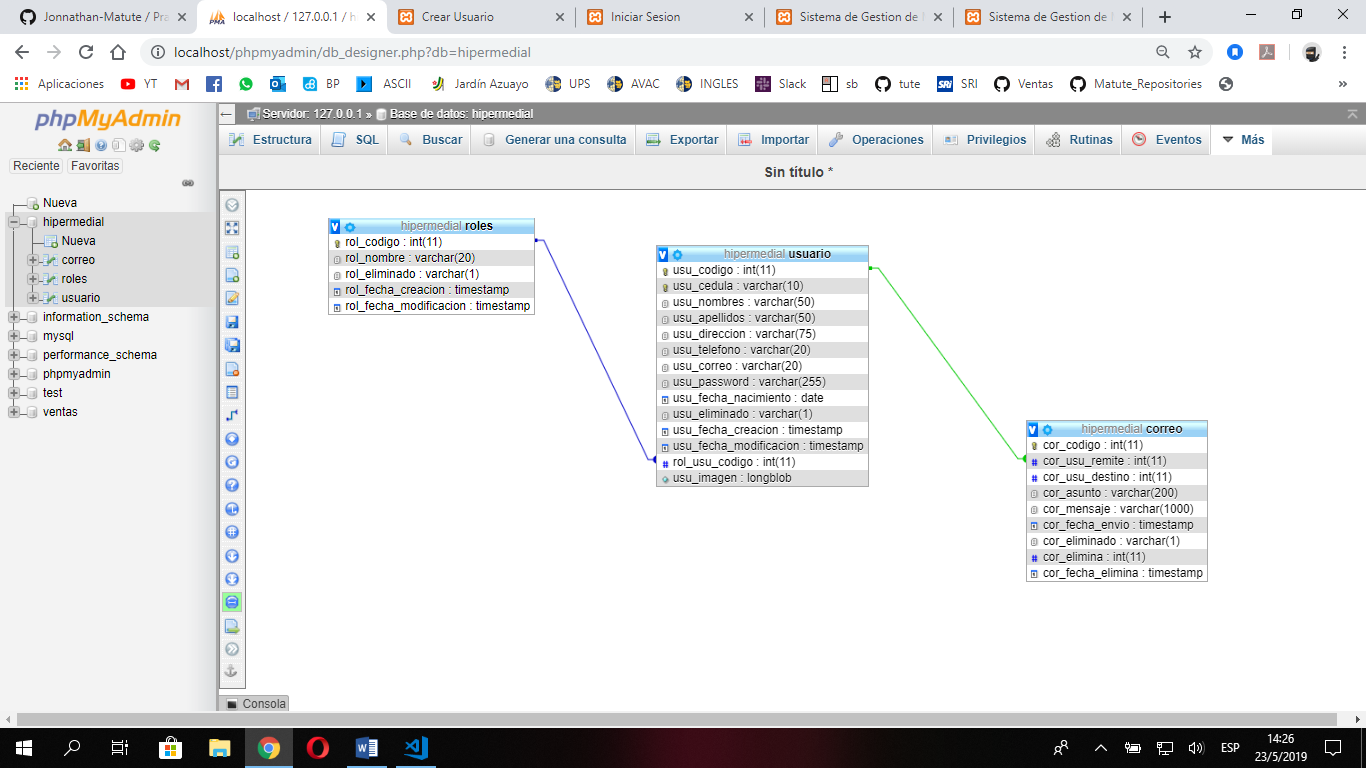 Jonnathan-Matute / Pra
localhost / 127.0.0.1 / h
Crear Usuario
Iniciar Sesion
Sistema de Gestion de
Sistema de Gestion de
localhost/phpmyadmin/db_designer.php?db=hipermedial
Aplicaciones
YT
BP
ASCII
Jardín Azuayo
UPS
AVAC
INGLES
Slack
sb
tute
SRI
Ventas
Matute_Repositories
phpMyAdmin
Reciente
Favoritas
Nueva
hipermedial
Nueva
correo
roles
usuario
information_schema
mysql
performance_schema
phpmyadmin
test
ventas
Servidor: 127.0.0.1 » Base de datos: hipermedial
Estructura
SQL
Buscar
Generar una consulta
Exportar
Importar
Operaciones
Privilegios
Rutinas
Eventos
Más
Sin título *
hipermedial roles
rol_codigo : int(11)
rol_nombre : varchar(20)
rol_eliminado : varchar(1)
rol_fecha_creacion : timestamp
rol_fecha_modificacion : timestamp
hipermedial usuario
usu_codigo : int(11)
usu_cedula : varchar(10)
usu_nombres : varchar(50)
usu_apellidos : varchar(50)
usu_direccion : varchar(75)
usu_telefono : varchar(20)
usu_correo : varchar(20)
usu_password : varchar(255)
usu_fecha_nacimiento : date
usu_eliminado : varchar(1)
usu_fecha_creacion : timestamp
usu_fecha_modificacion : timestamp
rol_usu_codigo : int(11)
usu_imagen : longblob
hipermedial correo
cor_codigo : int(11)
cor_usu_remite : int(11)
cor_usu_destino : int(11)
cor_asunto : varchar(200)
cor_mensaje : varchar(1000)
cor_fecha_envio : timestamp
cor_eliminado : varchar(1)
cor_elimina : int(11)
cor_fecha_elimina : timestamp
Consola
ESP
14:26
23/5/2019